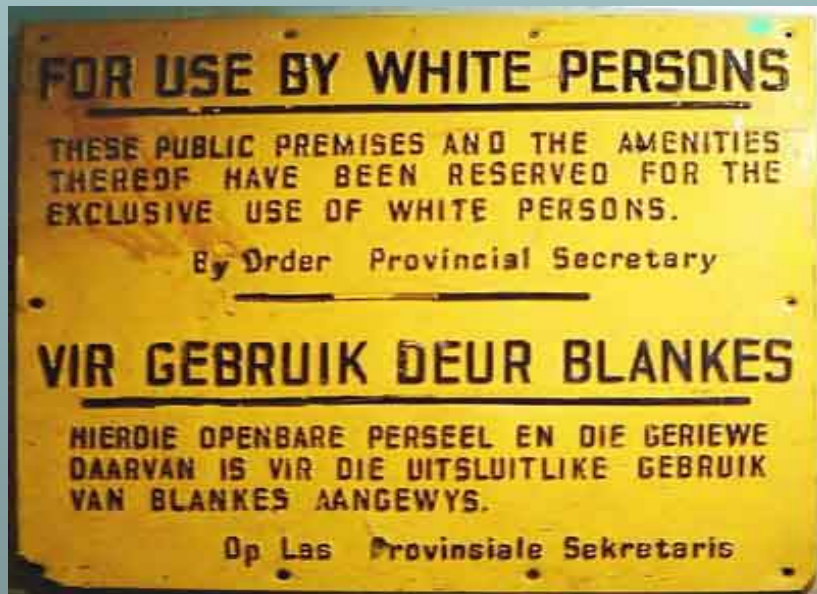 FOR USE BY WHITE PERSONS
THESE PUBLIC PREMISES AND THE AMENITIES
THEREOF HAVE BEEN RESERVED FOR THE
EXCLUSIVE USE OF WHITE PERSONS.
By Order Provincial Secretary
VIR GEBRUIK DEUR BLANKES
HIERDIE OPENBARE PERSEEL EN DIE GERIEWE
DAARVAN IS VIR DIE UITSLUITLIKE GEBRUIK
VAN BLANKES AANGEWYS.
Op Las Provinsiale Sekretaris